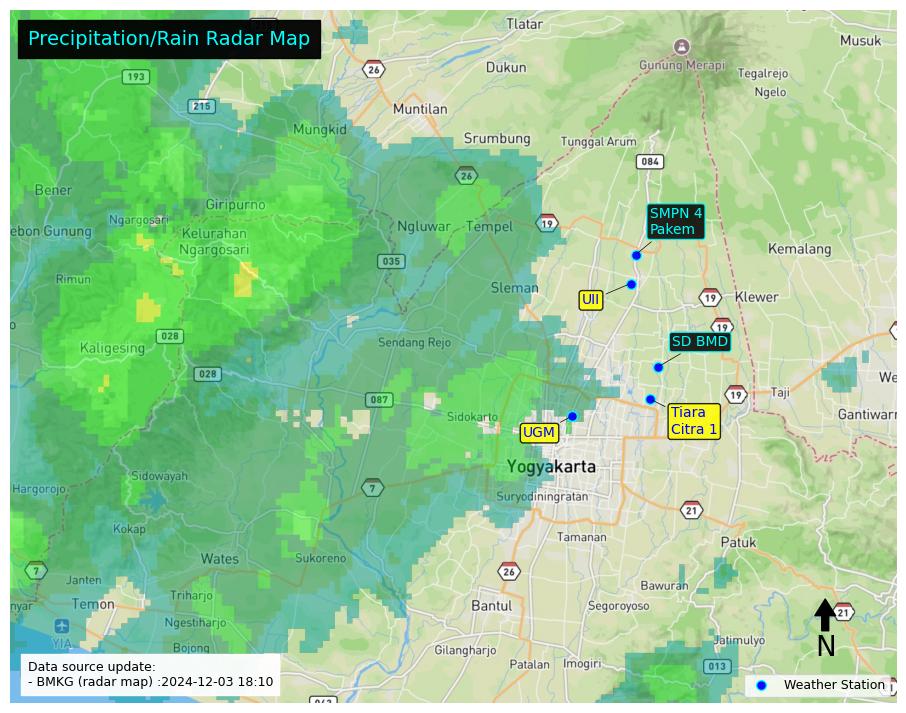 Precipitation/Rain Radar Map
Tlatar
Musuk
26
Dukun
Gunung Merapi
Tegalrejo
Ngelo
193
215
Muntilan
Mungkid
Srumbung
Tunggal Arum
084
26
Bener
Ngargosari
Giripurno
SMPN 4
Pakem
ebon Gunung
Kelurahan
Ngargosari
Ngluwar
Tempel
19
Kemalang
035
Rimun
Sleman
UII
19
Klewer
19
028
Sendang Rejo
SD BMD
Kaligesing
028
We
087
19
Taji
Sidokarto
UGM
Tiara
Citra 1
Gantiwarn
Yogyakarta
Sidowayah
Hargorojo
7
Suryodiningratan
21
Kokap
Tamanan
Patuk
Wates
Sukoreno
7
26
Janten
Bawuran
nyar
Temon
Triharjo
Bantul
Segoroyoso
21
Ngestiharjo
N
YIA
Bojong
Gilangharjo
Jatimulyo
Patalan
Imogiri
013
Data source update:
- BMKG (radar map) :2024-12-03 18:10
Weather Station